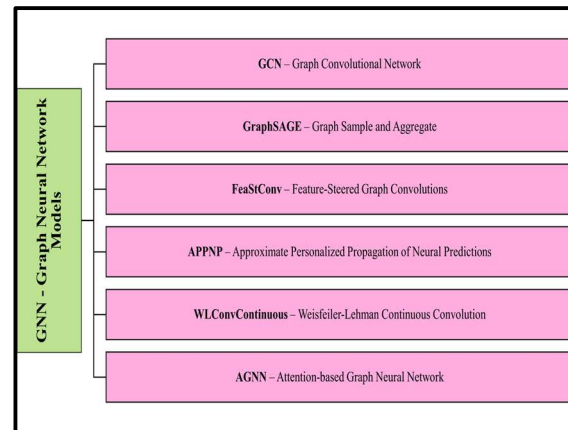 GNN - Graph Neural Network
Models
GCN – Graph Convolutional Network
GraphSAGE – Graph Sample and Aggregate
FeaStConv – Feature-Steered Graph Convolutions
APPNP – Approximate Personalized Propagation of Neural Predictions
WLConvContinuous – Weisfeiler-Lehman Continuous Convolution
AGNN – Attention-based Graph Neural Network